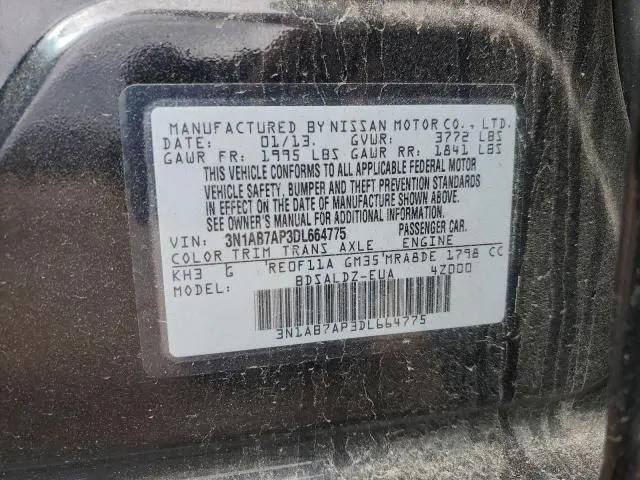 MANUFACTURED BY NISSAN MOTOR CO., LTD.
DATE: 01/13. GVWR: 3772 LBS
GAWR FR: 1995 LBS GAWR RR: 1841 LBS
THIS VEHICLE CONFORMS TO ALL APPLICABLE FEDERAL MOTOR
VEHICLE SAFETY, BUMPER AND THEFT PREVENTION STANDARDS
IN EFFECT ON THE DATE OF MANUFACTURE SHOWN ABOVE.
SEE OWNER'S MANUAL FOR ADDITIONAL INFORMATION.
VIN: 3N1AB7AP3DL664775 PASSENGER CAR.
COLOR TRIM TRANS AXLE ENGINE
KH3 G RE0F11A GM35 MRA8DE 1798 CC
MODEL: BDSALDZ-EUA 4Z000
3N1AB7AP3DL664775